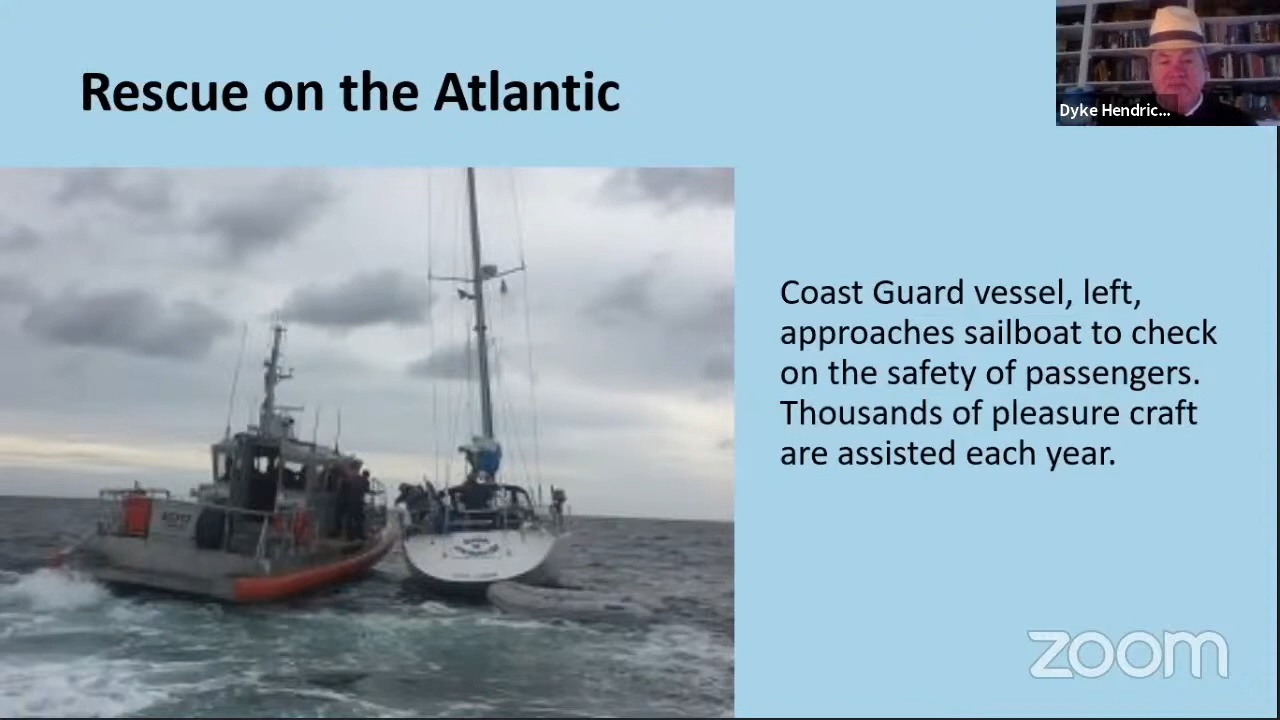 Rescue on the Atlantic
Dyke Hendric...
Coast Guard vessel, left,
approaches sailboat to check
on the safety of passengers.
Thousands of pleasure craft
are assisted each year.
zoom